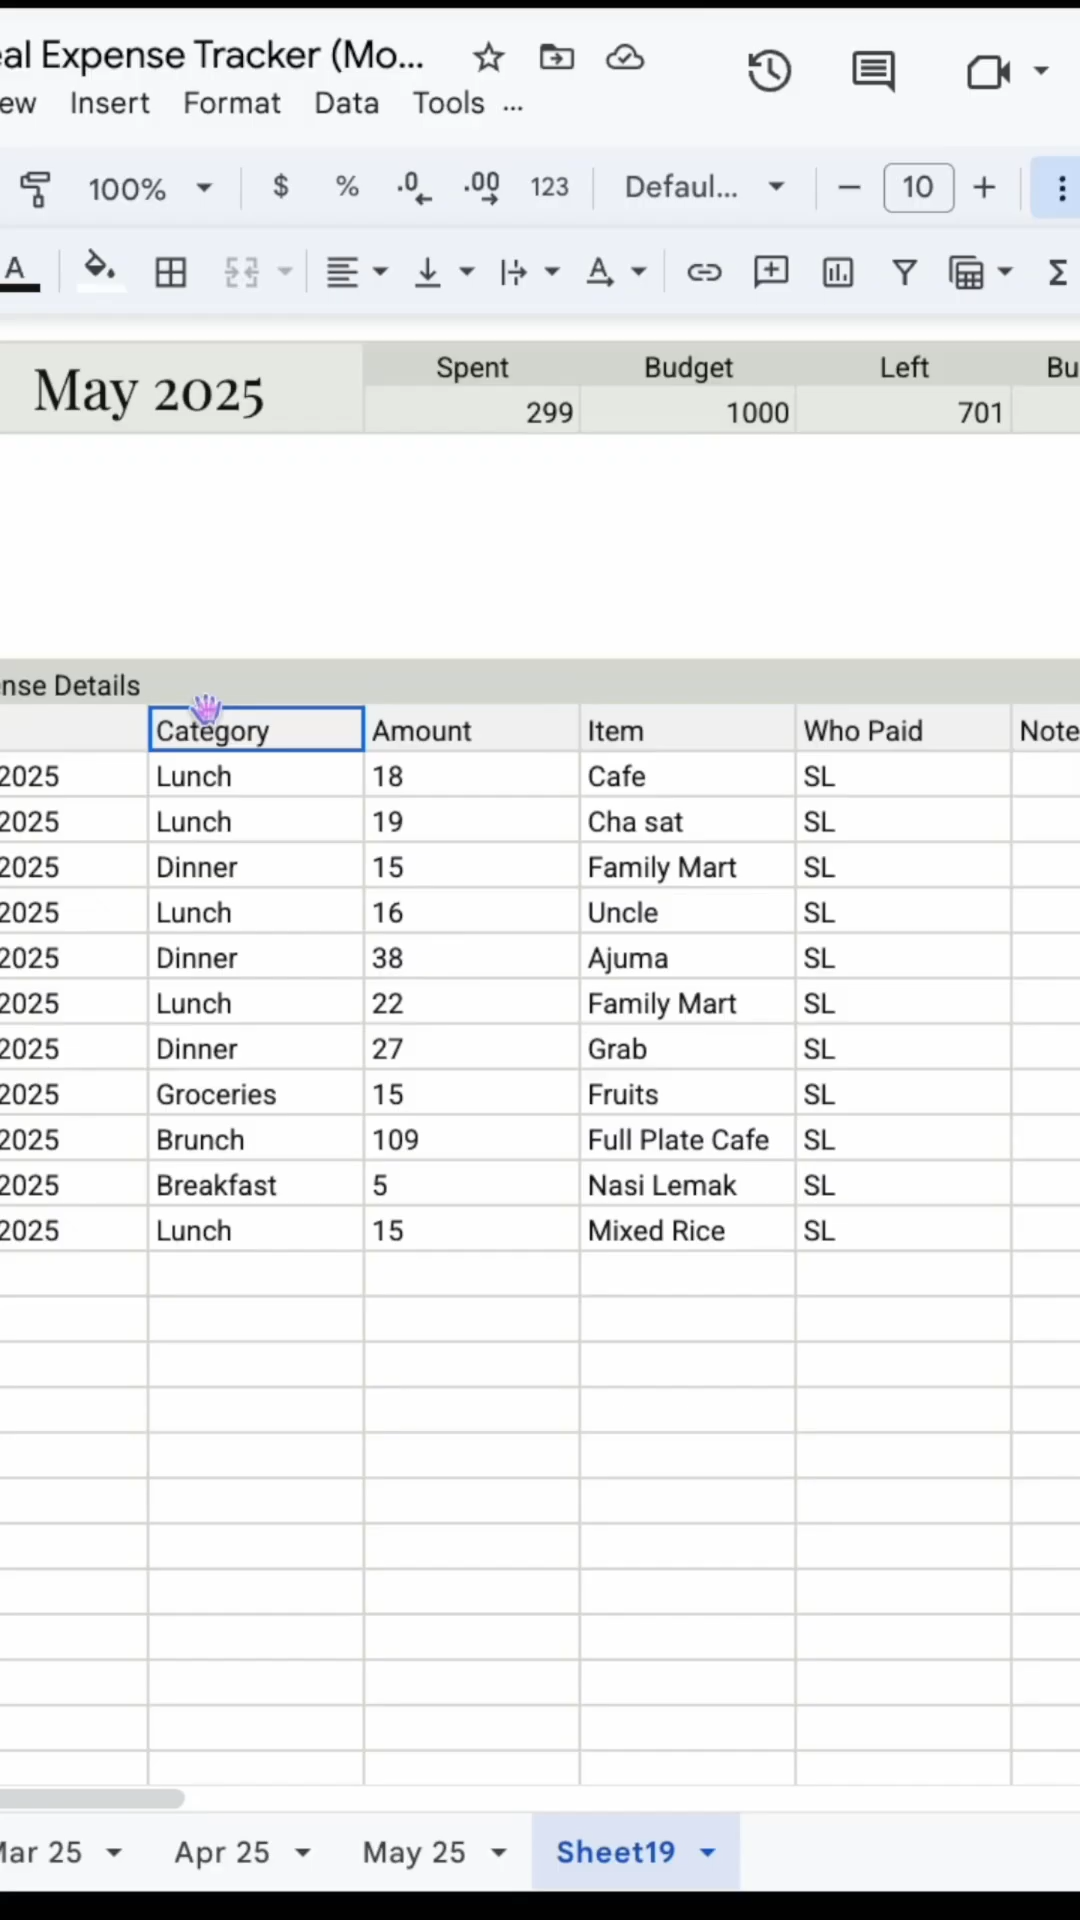 eal Expense Tracker (Mo...
ew Insert Format Data Tools ...
100% $ % .0 .00 123 Defaul... 10
A A Σ
May 2025 Spent Budget Left Bu
299 1000 701
nse Details
Category Amount Item Who Paid Note
2025 Lunch 18 Cafe SL
2025 Lunch 19 Cha sat SL
2025 Dinner 15 Family Mart SL
2025 Lunch 16 Uncle SL
2025 Dinner 38 Ajuma SL
2025 Lunch 22 Family Mart SL
2025 Dinner 27 Grab SL
2025 Groceries 15 Fruits SL
2025 Brunch 109 Full Plate Cafe SL
2025 Breakfast 5 Nasi Lemak SL
2025 Lunch 15 Mixed Rice SL
Mar 25 Apr 25 May 25 Sheet19